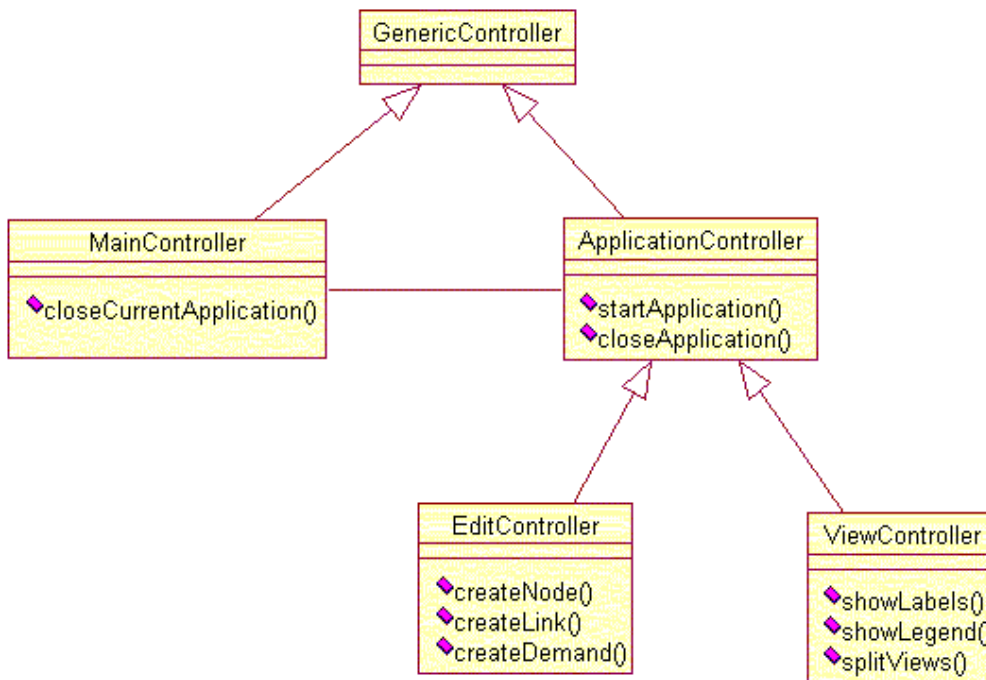 GenericController
MainController
closeCurrentApplication()
ApplicationController
startApplication()
closeApplication()
EditController
createNode()
createLink()
createDemand()
ViewController
showLabels()
showLegend()
splitViews()